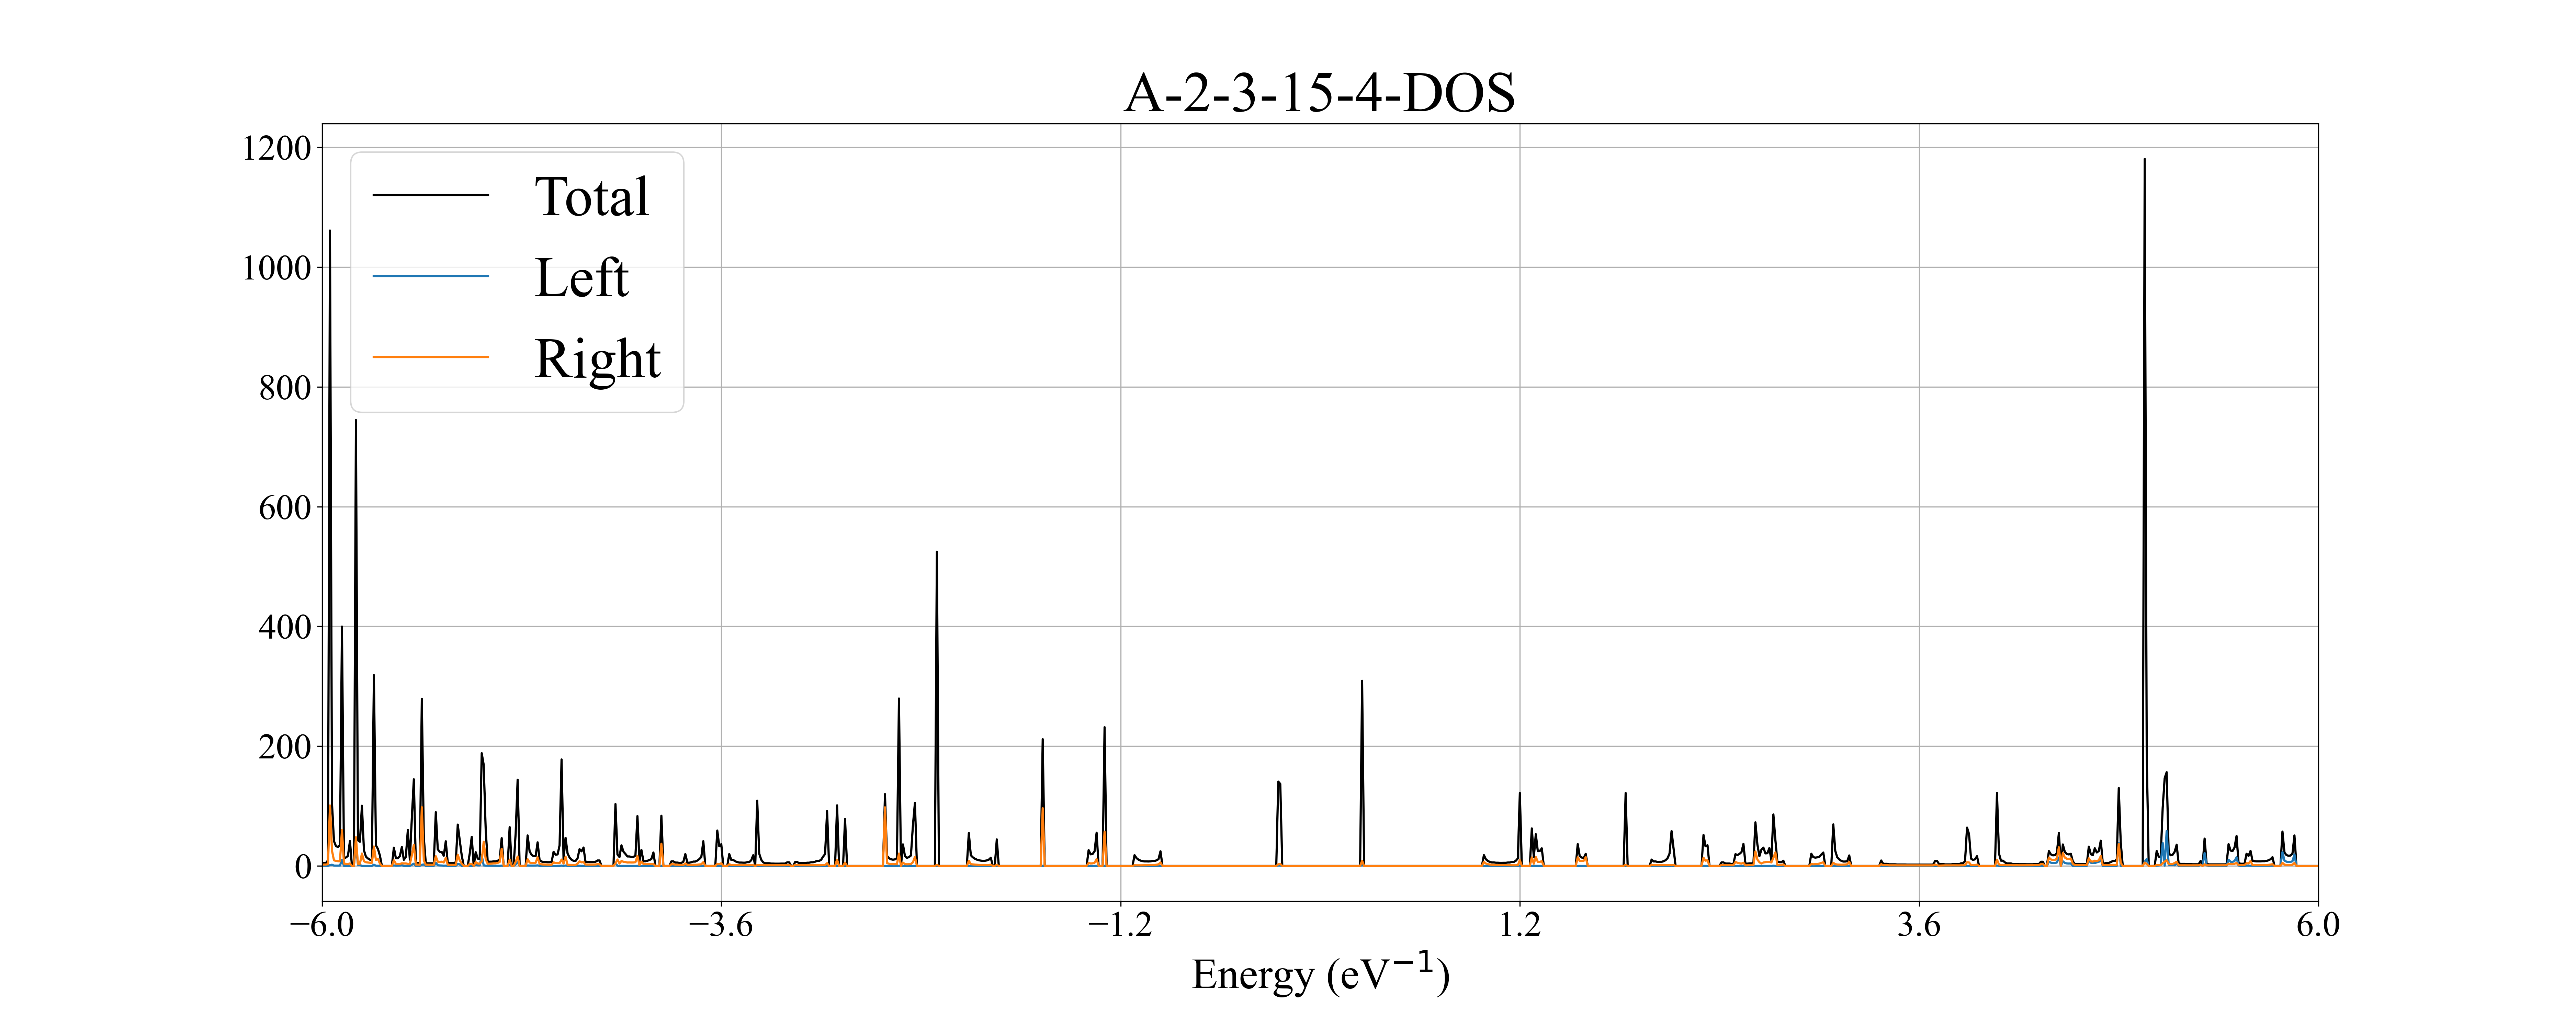 A-2-3-15-4-DOS
1200
1000
800
600
400
200
0
Total
Left
Right
−6.0 −3.6 −1.2 1.2 3.6 6.0
Energy (eV⁻¹)